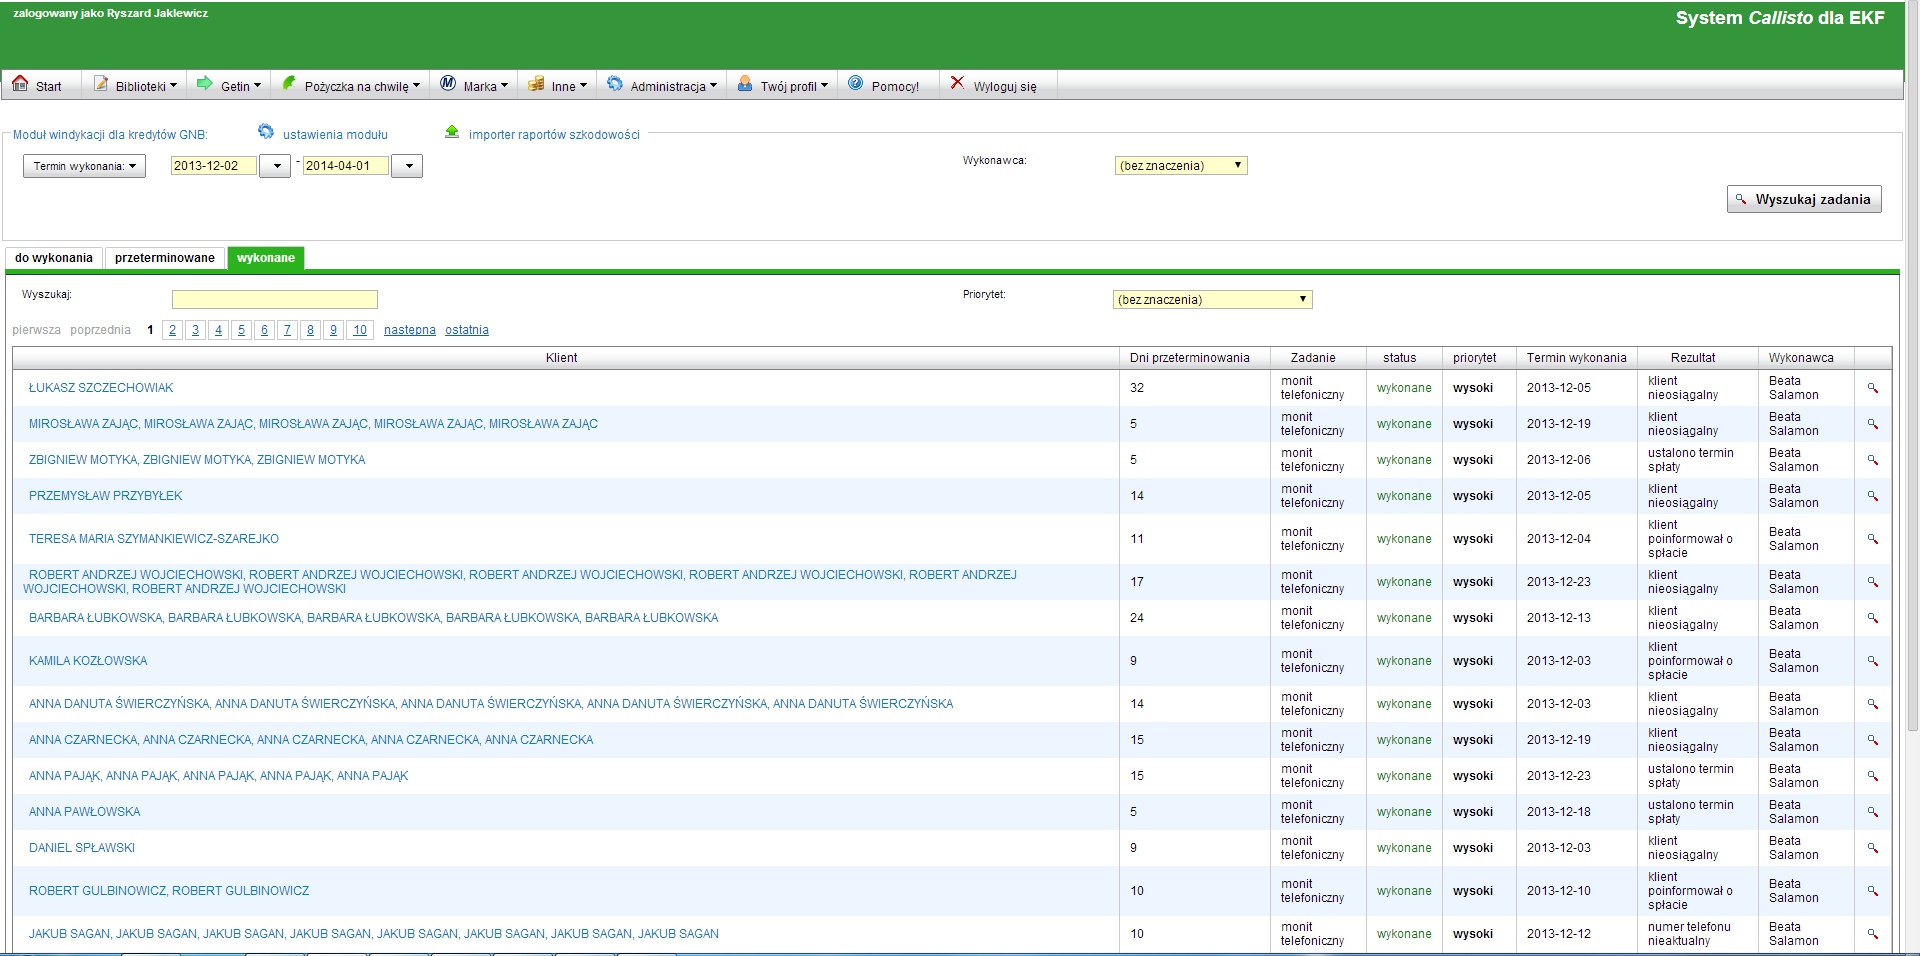 zalogowany jako Ryszard Jaklewicz
System Callisto dla EKF
Start Biblioteki Getin Pożyczka na chwilę Marka Inne Administracja Twój profil Pomocy! Wyloguj się
Moduł windykacji dla kredytów GNB: ustawienia modułu importer raportów szkodowości
Termin wykonania: 2013-12-02 - 2014-04-01 Wykonawca: (bez znaczenia)
Wyszukaj zadania
do wykonania przeterminowane wykonane
Wyszukaj: Priorytet: (bez znaczenia)
pierwsza poprzednia 1 2 3 4 5 6 7 8 9 10 następna ostatnia
Klient Dni przeterminowania Zadanie status priorytet Termin wykonania Rezultat Wykonawca
ŁUKASZ SZCZECHOWIAK 32 monit telefoniczny wykonane wysoki 2013-12-05 klient nieosiągalny Beata Salamon
MIROSŁAWA ZAJĄC, MIROSŁAWA ZAJĄC, MIROSŁAWA ZAJĄC, MIROSŁAWA ZAJĄC, MIROSŁAWA ZAJĄC 5 monit telefoniczny wykonane wysoki 2013-12-19 klient nieosiągalny Beata Salamon
ZBIGNIEW MOTYKA, ZBIGNIEW MOTYKA, ZBIGNIEW MOTYKA 5 monit telefoniczny wykonane wysoki 2013-12-06 ustalono termin spłaty Beata Salamon
PRZEMYSŁAW PRZYBYŁEK 14 monit telefoniczny wykonane wysoki 2013-12-05 klient nieosiągalny Beata Salamon
TERESA MARIA SZYMANKIEWICZ-SZAREJKO 11 monit telefoniczny wykonane wysoki 2013-12-04 klient poinformował o spłacie Beata Salamon
ROBERT ANDRZEJ WOJCIECHOWSKI, ROBERT ANDRZEJ WOJCIECHOWSKI, ROBERT ANDRZEJ WOJCIECHOWSKI, ROBERT ANDRZEJ WOJCIECHOWSKI, ROBERT ANDRZEJ
WOJCIECHOWSKI, ROBERT ANDRZEJ WOJCIECHOWSKI 17 monit telefoniczny wykonane wysoki 2013-12-23 klient nieosiągalny Beata Salamon
BARBARA ŁUBKOWSKA, BARBARA ŁUBKOWSKA, BARBARA ŁUBKOWSKA, BARBARA ŁUBKOWSKA, BARBARA ŁUBKOWSKA 24 monit telefoniczny wykonane wysoki 2013-12-13 klient nieosiągalny Beata Salamon
KAMILA KOZŁOWSKA 9 monit telefoniczny wykonane wysoki 2013-12-03 klient poinformował o spłacie Beata Salamon
ANNA DANUTA ŚWIERCZYŃSKA, ANNA DANUTA ŚWIERCZYŃSKA, ANNA DANUTA ŚWIERCZYŃSKA, ANNA DANUTA ŚWIERCZYŃSKA, ANNA DANUTA ŚWIERCZYŃSKA 14 monit telefoniczny wykonane wysoki 2013-12-03 klient nieosiągalny Beata Salamon
ANNA CZARNECKA, ANNA CZARNECKA, ANNA CZARNECKA, ANNA CZARNECKA, ANNA CZARNECKA 15 monit telefoniczny wykonane wysoki 2013-12-19 klient nieosiągalny Beata Salamon
ANNA PAJĄK, ANNA PAJĄK, ANNA PAJĄK, ANNA PAJĄK, ANNA PAJĄK 15 monit telefoniczny wykonane wysoki 2013-12-23 ustalono termin spłaty Beata Salamon
ANNA PAWŁOWSKA 5 monit telefoniczny wykonane wysoki 2013-12-18 ustalono termin spłaty Beata Salamon
DANIEL SPŁAWSKI 9 monit telefoniczny wykonane wysoki 2013-12-03 klient nieosiągalny Beata Salamon
ROBERT GULBINOWICZ, ROBERT GULBINOWICZ 10 monit telefoniczny wykonane wysoki 2013-12-10 klient poinformował o spłacie Beata Salamon
JAKUB SAGAN, JAKUB SAGAN, JAKUB SAGAN, JAKUB SAGAN, JAKUB SAGAN, JAKUB SAGAN, JAKUB SAGAN, JAKUB SAGAN 10 monit telefoniczny wykonane wysoki 2013-12-12 numer telefonu nieaktualny Beata Salamon